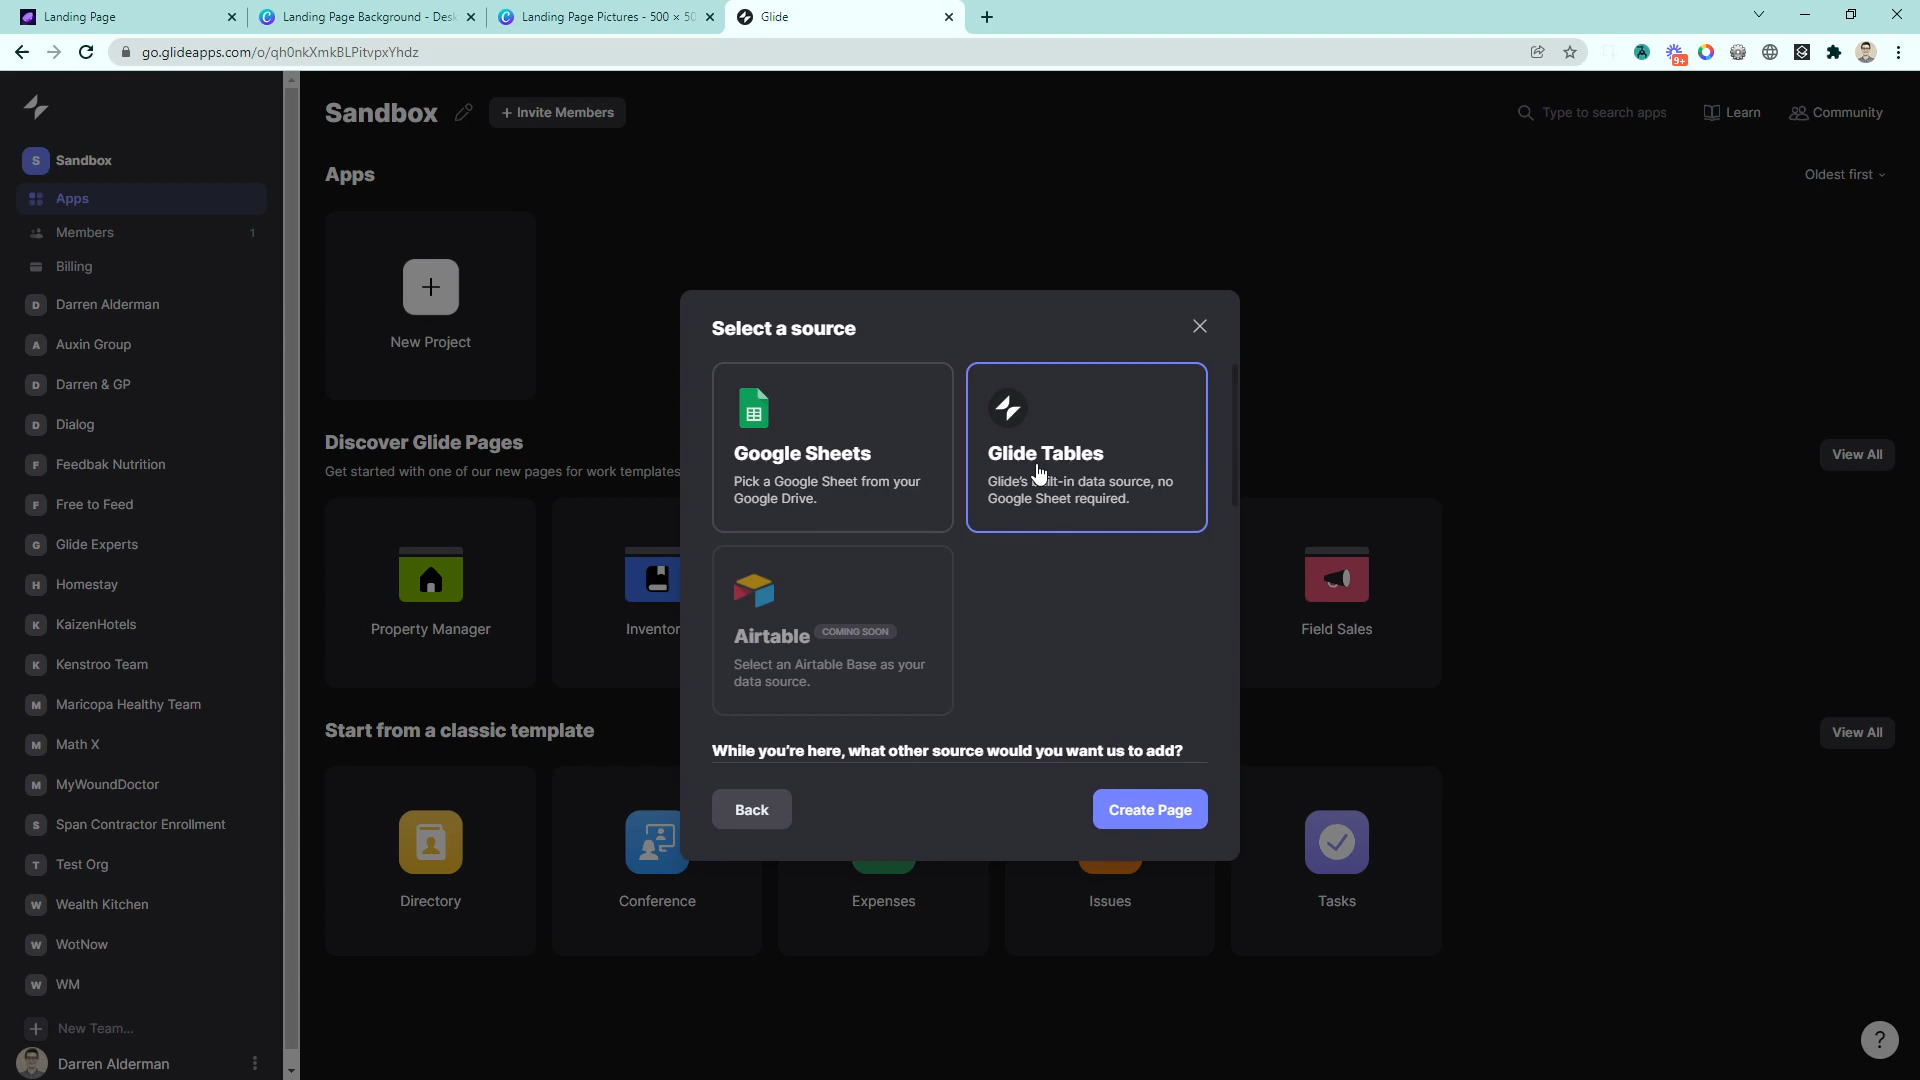 Landing Page
Landing Page Background - Desk
Landing Page Pictures - 500 × 50
Glide
go.glideapps.com/o/qh0nkXmkBLPitvpxYhdz
9+
S Sandbox
Apps
Members 1
Billing
D Darren Alderman
A Auxin Group
D Darren & GP
D Dialog
F Feedbak Nutrition
F Free to Feed
G Glide Experts
H Homestay
K KaizenHotels
K Kenstroo Team
M Maricopa Healthy Team
M Math X
M MyWoundDoctor
S Span Contractor Enrollment
T Test Org
W Wealth Kitchen
W WotNow
W WM
+ New Team...
Darren Alderman
Sandbox
+ Invite Members
Type to search apps
Learn
Community
Apps
Oldest first
New Project
Discover Glide Pages
Get started with one of our new pages for work templates
View All
Property Manager
Inventor
Field Sales
Start from a classic template
View All
Directory
Conference
Expenses
Issues
Tasks
Select a source
Google Sheets
Pick a Google Sheet from your
Google Drive.
Glide Tables
Glide's built-in data source, no
Google Sheet required.
Airtable COMING SOON
Select an Airtable Base as your
data source.
While you're here, what other source would you want us to add?
Back
Create Page
?